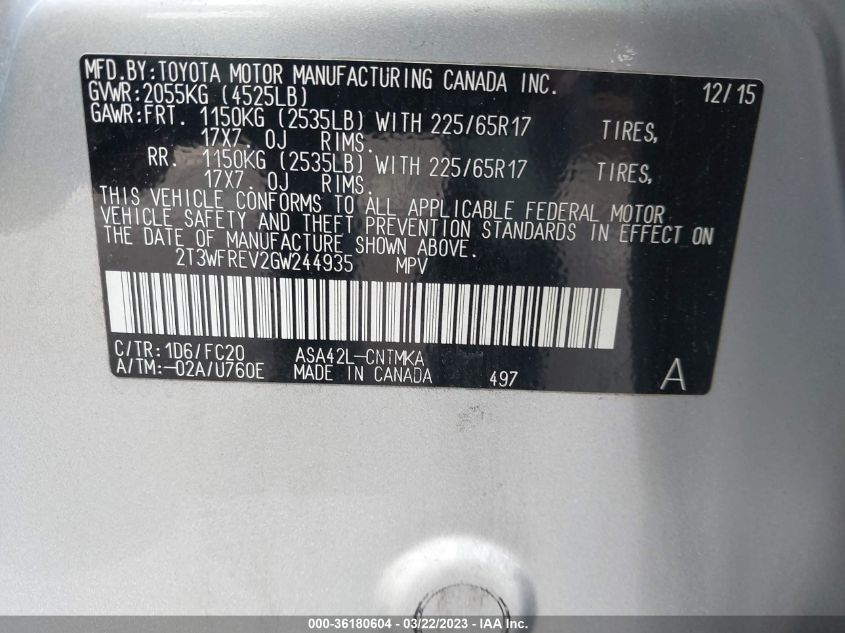 MFD.BY:TOYOTA MOTOR MANUFACTURING CANADA INC. 12/15
GVWR:2055KG (4525LB)
GAWR:FRT. 1150KG (2535LB) WITH 225/65R17 TIRES,
17X7. 0J RIMS.
RR. 1150KG (2535LB) WITH 225/65R17 TIRES,
17X7. 0J RIMS.
THIS VEHICLE CONFORMS TO ALL APPLICABLE FEDERAL MOTOR
VEHICLE SAFETY AND THEFT PREVENTION STANDARDS IN EFFECT ON
THE DATE OF MANUFACTURE SHOWN ABOVE.
2T3WFREV2GW244935 MPV
C/TR:1D6/FC20 ASA42L-CNTMKA
A/TM:-02A/U760E MADE IN CANADA 497 A
000-36180604 / 03/22/2023 - COPART.CA